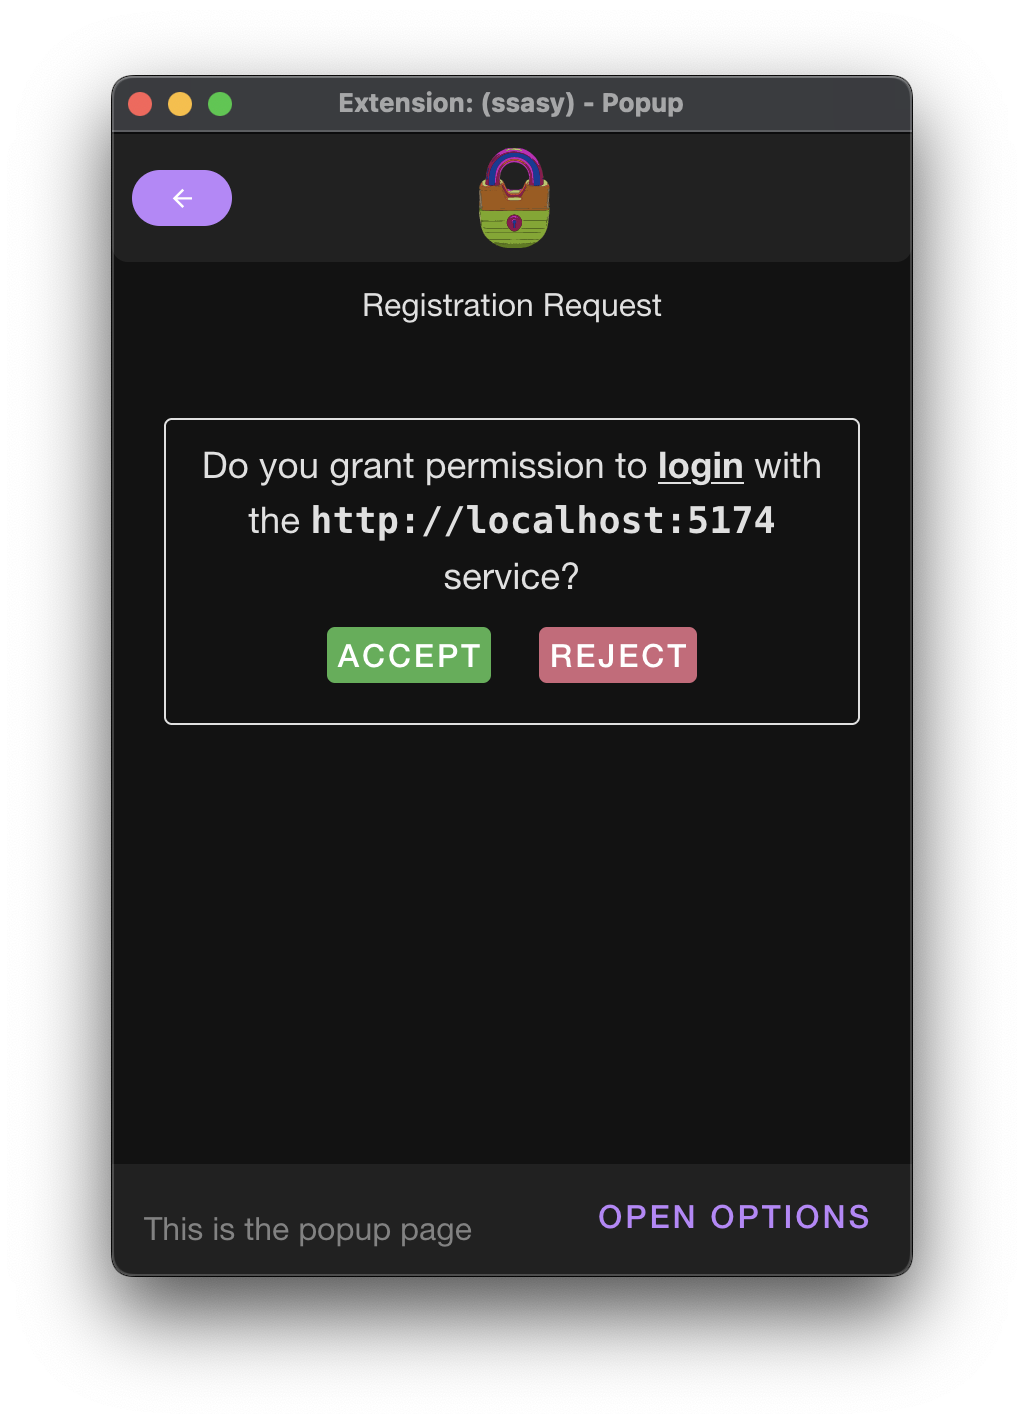 Extension: (ssasy) - Popup
Registration Request
Do you grant permission to login with
the http://localhost:5174
service?
ACCEPT REJECT
This is the popup page OPEN OPTIONS